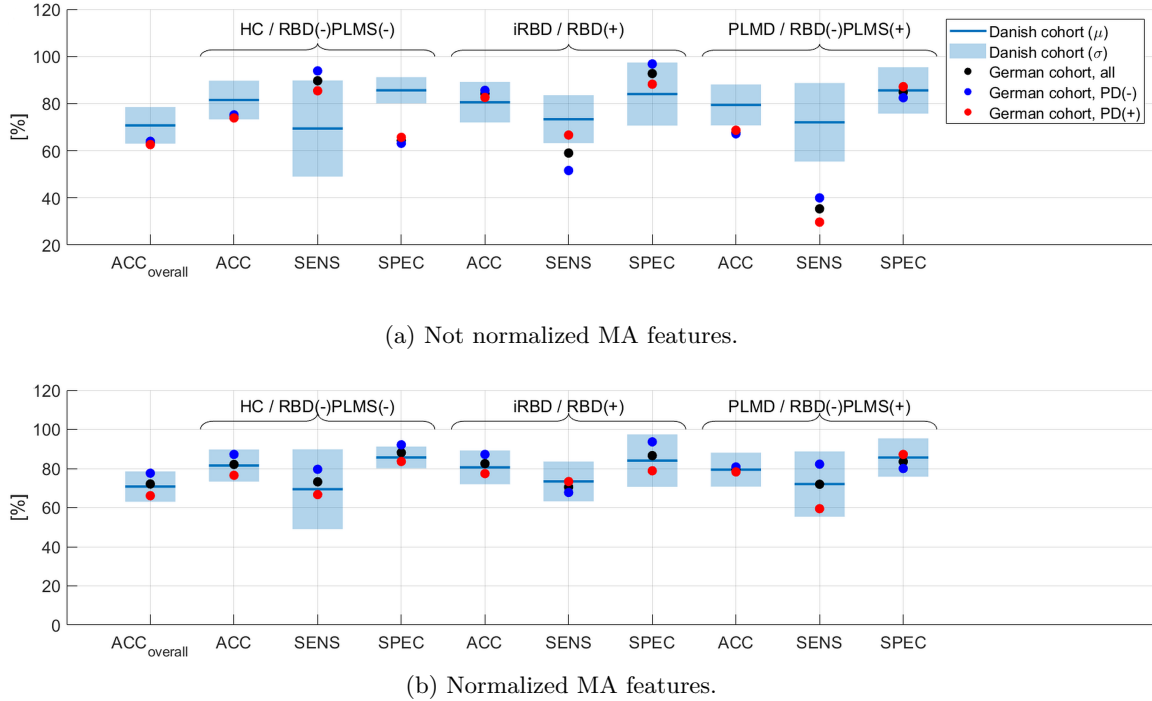 120
100
80
60
40
20
[%]
HC / RBD(-)PLMS(-)
iRBD / RBD(+)
PLMD / RBD(-)PLMS(+)
Danish cohort (μ)
Danish cohort (σ)
German cohort, all
German cohort, PD(-)
German cohort, PD(+)
ACC_overall ACC SENS SPEC ACC SENS SPEC ACC SENS SPEC
(a) Not normalized MA features.
120
100
80
60
40
20
0
[%]
HC / RBD(-)PLMS(-)
iRBD / RBD(+)
PLMD / RBD(-)PLMS(+)
ACC_overall ACC SENS SPEC ACC SENS SPEC ACC SENS SPEC
(b) Normalized MA features.